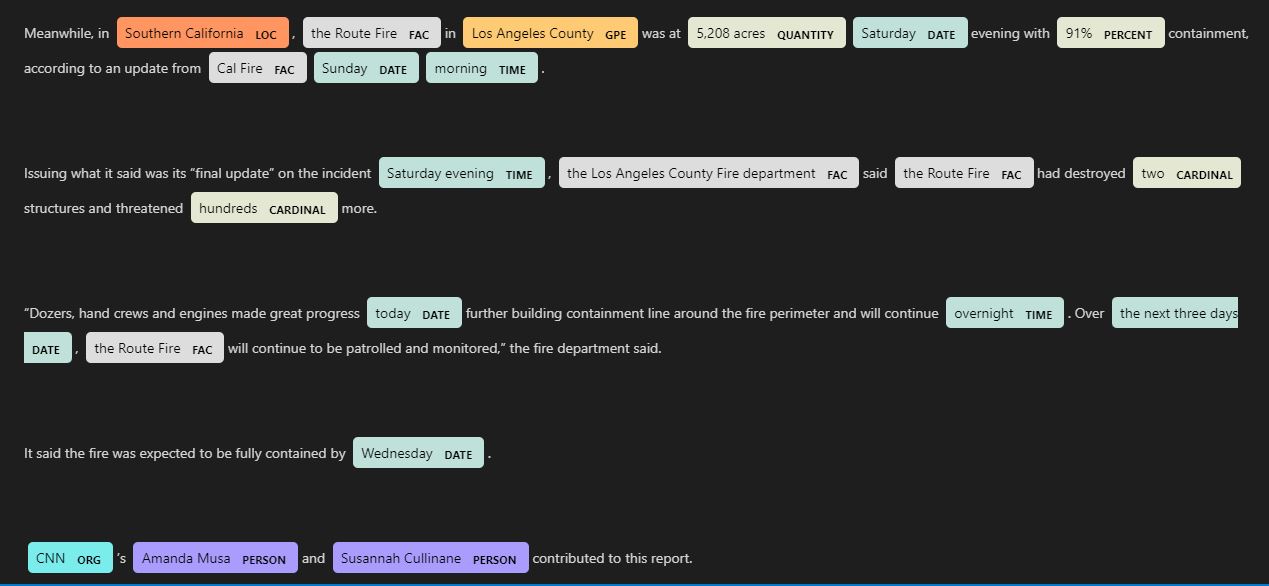 Meanwhile, in Southern California LOC , the Route Fire FAC in Los Angeles County GPE was at 5,208 acres QUANTITY Saturday DATE evening with 91% PERCENT containment,
according to an update from Cal Fire FAC Sunday DATE morning TIME .
Issuing what it said was its “final update” on the incident Saturday evening TIME , the Los Angeles County Fire department FAC said the Route Fire FAC had destroyed two CARDINAL
structures and threatened hundreds CARDINAL more.
“Dozers, hand crews and engines made great progress today DATE further building containment line around the fire perimeter and will continue overnight TIME . Over the next three days
DATE , the Route Fire FAC will continue to be patrolled and monitored,” the fire department said.
It said the fire was expected to be fully contained by Wednesday DATE .
CNN ORG ’s Amanda Musa PERSON and Susannah Cullinane PERSON contributed to this report.